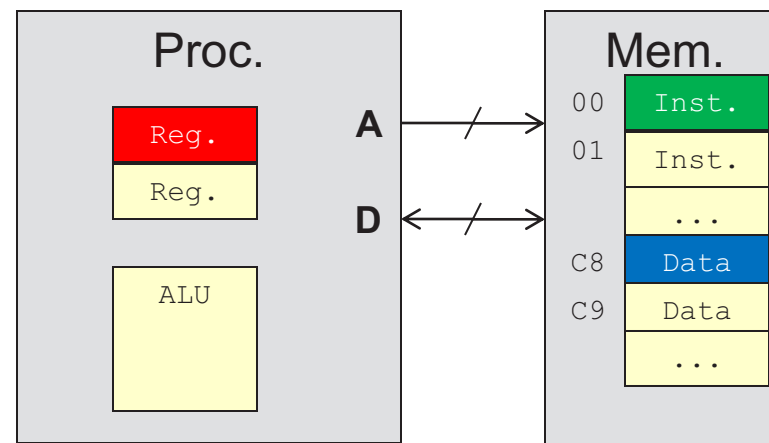 Proc.
Reg.
Reg.
ALU
A
D
Mem.
00 Inst.
01 Inst.
...
C8 Data
C9 Data
...